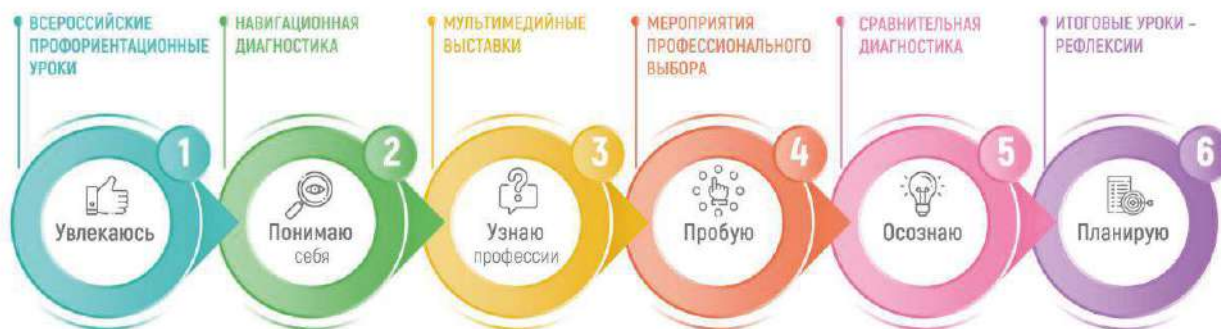 ВСЕРОССИЙСКИЕ
ПРОФОРИЕНТАЦИОННЫЕ
УРОКИ
1
Увлекаюсь
НАВИГАЦИОННАЯ
ДИАГНОСТИКА
2
Понимаю
себя
МУЛЬТИМЕДИЙНЫЕ
ВЫСТАВКИ
3
Узнаю
профессии
МЕРОПРИЯТИЯ
ПРОФЕССИОНАЛЬНОГО
ВЫБОРА
4
Пробую
СРАВНИТЕЛЬНАЯ
ДИАГНОСТИКА
5
Осознаю
ИТОГОВЫЕ УРОКИ –
РЕФЛЕКСИИ
6
Планирую